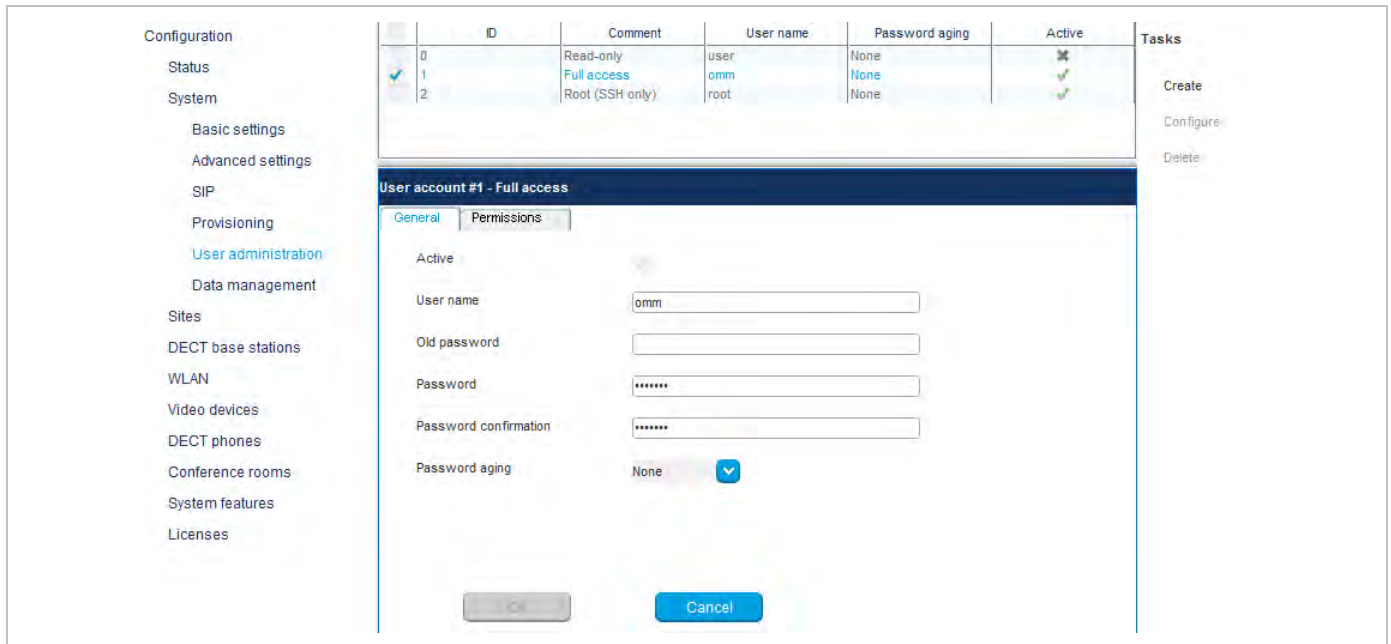 Configuration
Status
System
Basic settings
Advanced settings
SIP
Provisioning
User administration
Data management
Sites
DECT base stations
WLAN
Video devices
DECT phones
Conference rooms
System features
Licenses
ID Comment User name Password aging Active
0 Read-only user None
1 Full access omm None
2 Root (SSH only) root None
User account #1 - Full access
General Permissions
Active
User name omm
Old password
Password •••••••
Password confirmation •••••••
Password aging None
OK Cancel
Tasks
Create
Configure
Delete